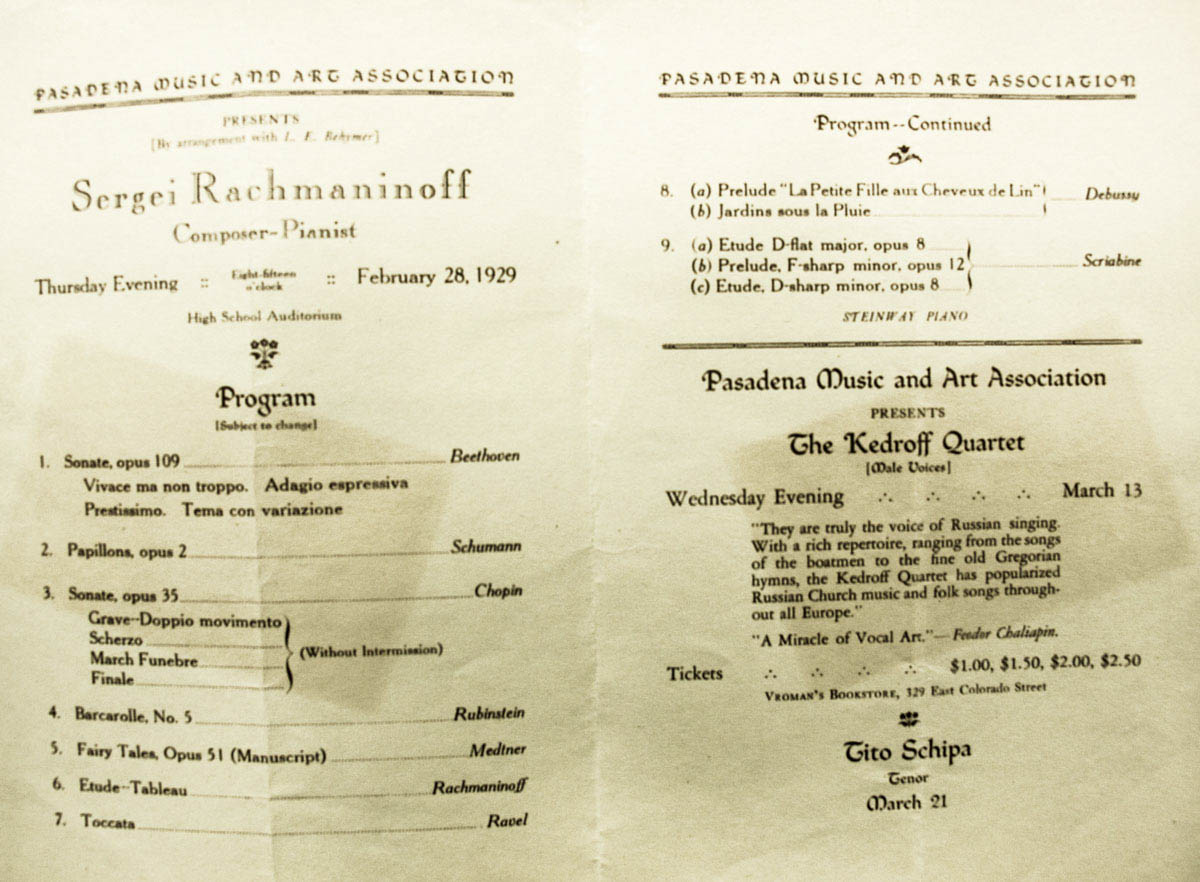 PASADENA MUSIC AND ART ASSOCIATION
PRESENTS
[By arrangement with L. E. Behymer]
Sergei Rachmaninoff
Composer-Pianist
Thursday Evening :: Eight-fifteen o'clock :: February 28, 1929
High School Auditorium
Program
[Subject to change]
1. Sonate, opus 109 Beethoven
Vivace ma non troppo. Adagio espressiva
Prestissimo. Tema con variazione
2. Papillons, opus 2 Schumann
3. Sonate, opus 35 Chopin
Grave--Doppio movimento
Scherzo
March Funebre
Finale
(Without Intermission)
4. Barcarolle, No. 5 Rubinstein
5. Fairy Tales, Opus 51 (Manuscript) Medtner
6. Etude--Tableau Rachmaninoff
7. Toccata Ravel
PASADENA MUSIC AND ART ASSOCIATION
Program--Continued
8. (a) Prelude "La Petite Fille aux Cheveux de Lin"
(b) Jardins sous la Pluie
Debussy
9. (a) Etude D-flat major, opus 8
(b) Prelude, F-sharp minor, opus 12
(c) Etude, D-sharp minor, opus 8
Scriabine
STEINWAY PIANO
Pasadena Music and Art Association
PRESENTS
The Kedroff Quartet
[Male Voices]
Wednesday Evening ∴ ∴ ∴ ∴ March 13
"They are truly the voice of Russian singing.
With a rich repertoire, ranging from the songs
of the boatmen to the fine old Gregorian
hymns, the Kedroff Quartet has popularized
Russian Church music and folk songs through-
out all Europe."
"A Miracle of Vocal Art."—Feodor Chaliapin.
Tickets ∴ ∴ ∴ ∴ $1.00, $1.50, $2.00, $2.50
VROMAN'S BOOKSTORE, 329 East Colorado Street
Tito Schipa
Tenor
March 21